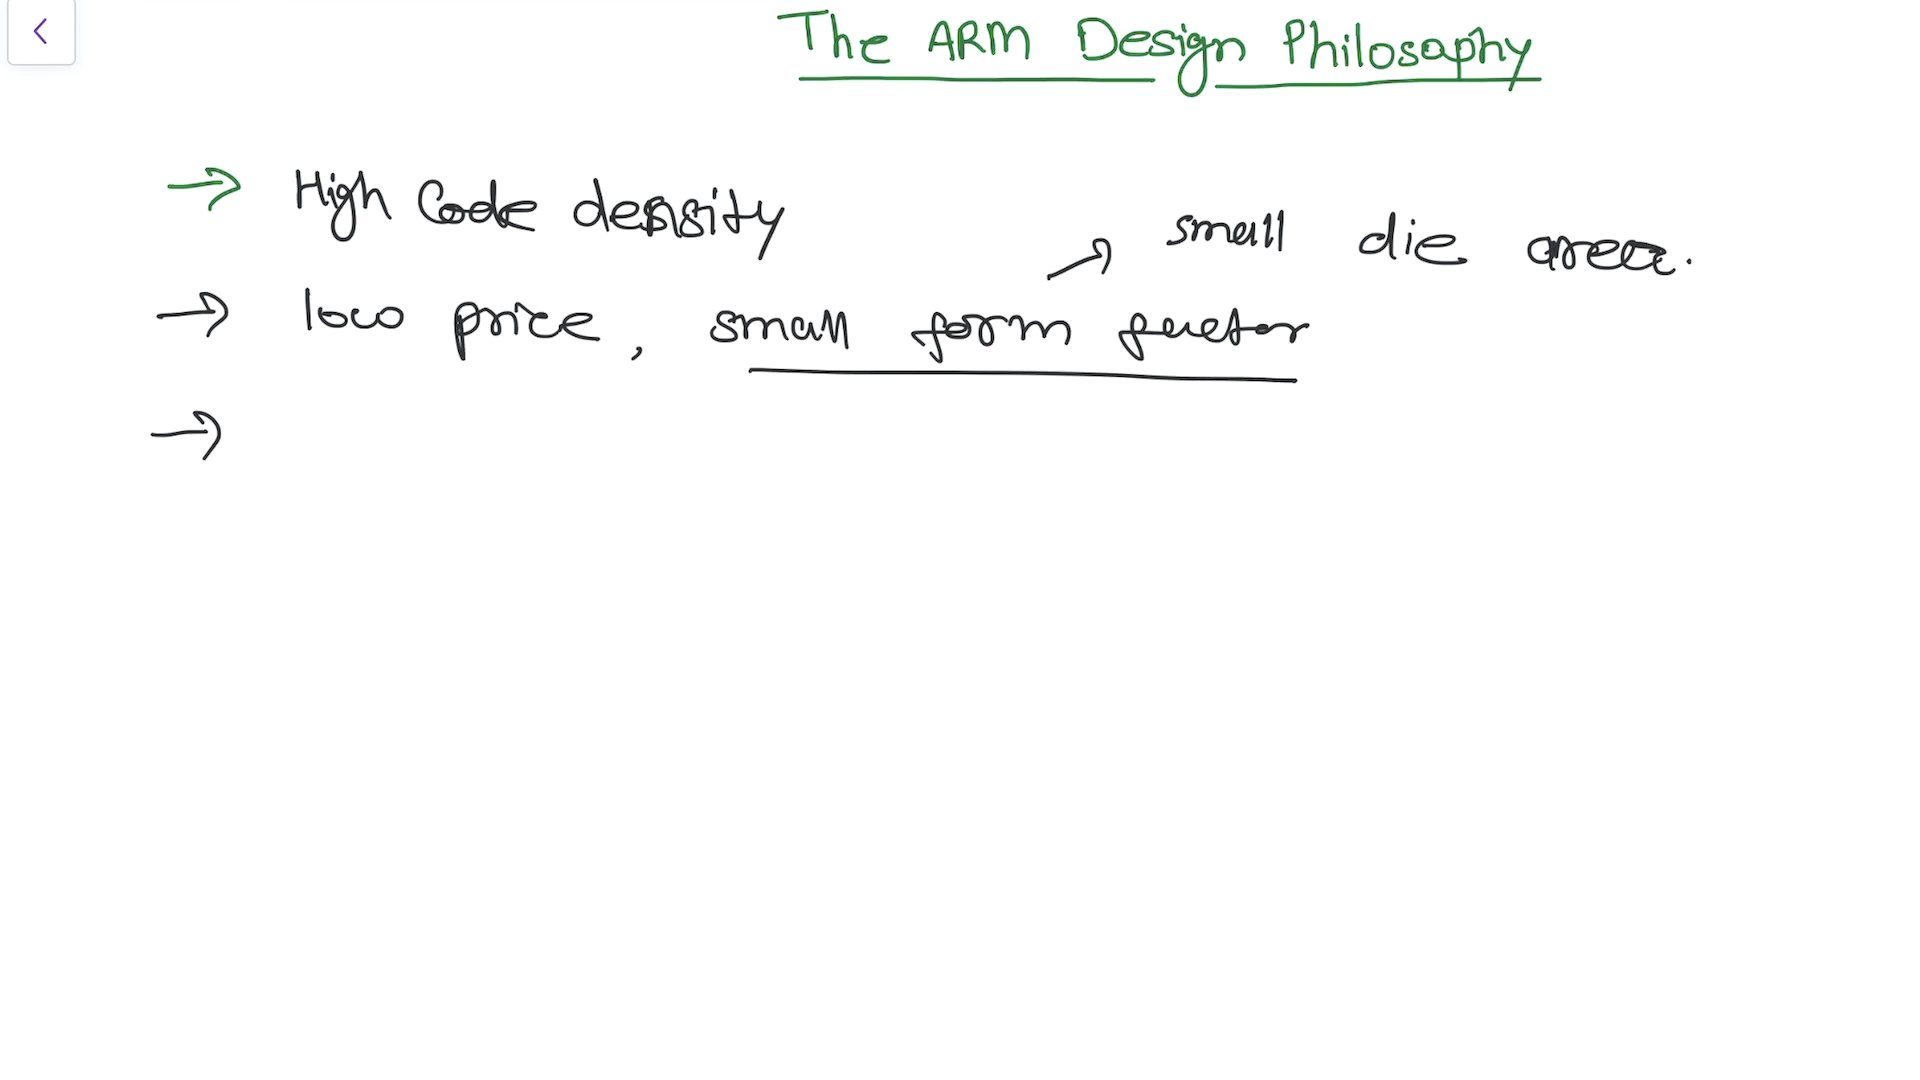 The ARM Design Philosophy
→ High Code density
→ small die area.
→ low price, small form factor
→